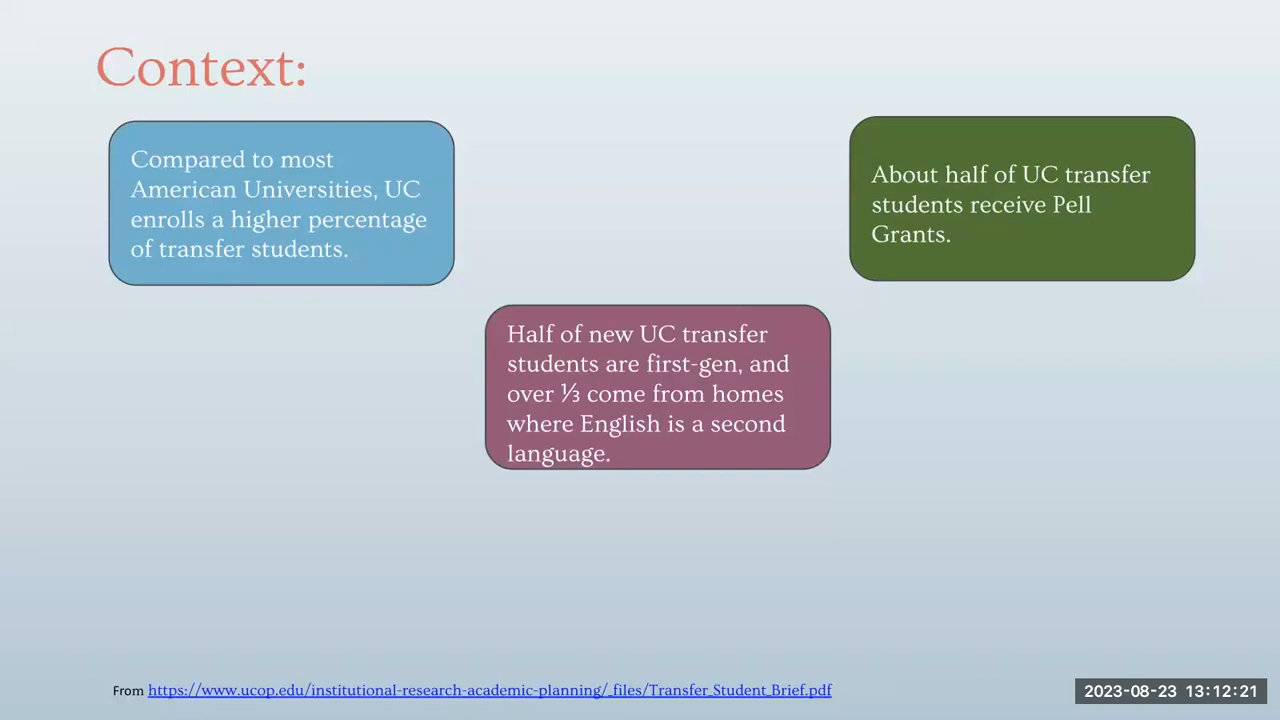 Context:
Compared to most
American Universities, UC
enrolls a higher percentage
of transfer students.
About half of UC transfer
students receive Pell
Grants.
Half of new UC transfer
students are first-gen, and
over ⅓ come from homes
where English is a second
language.
From https://www.ucop.edu/institutional-research-academic-planning/_files/Transfer_Student_Brief.pdf
2023-08-23 13:12:21